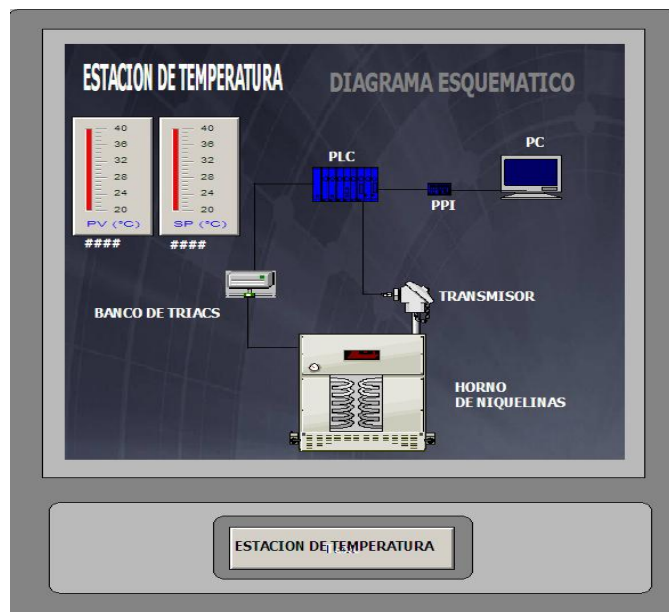 ESTACION DE TEMPERATURA
DIAGRAMA ESQUEMATICO
40
36
32
28
24
20
PV (°C)
####
40
36
32
28
24
20
SP (°C)
####
PLC
PC
PPI
BANCO DE TRIACS
TRANSMISOR
HORNO
DE NIQUELINAS
ESTACION DE TEMPERATURA